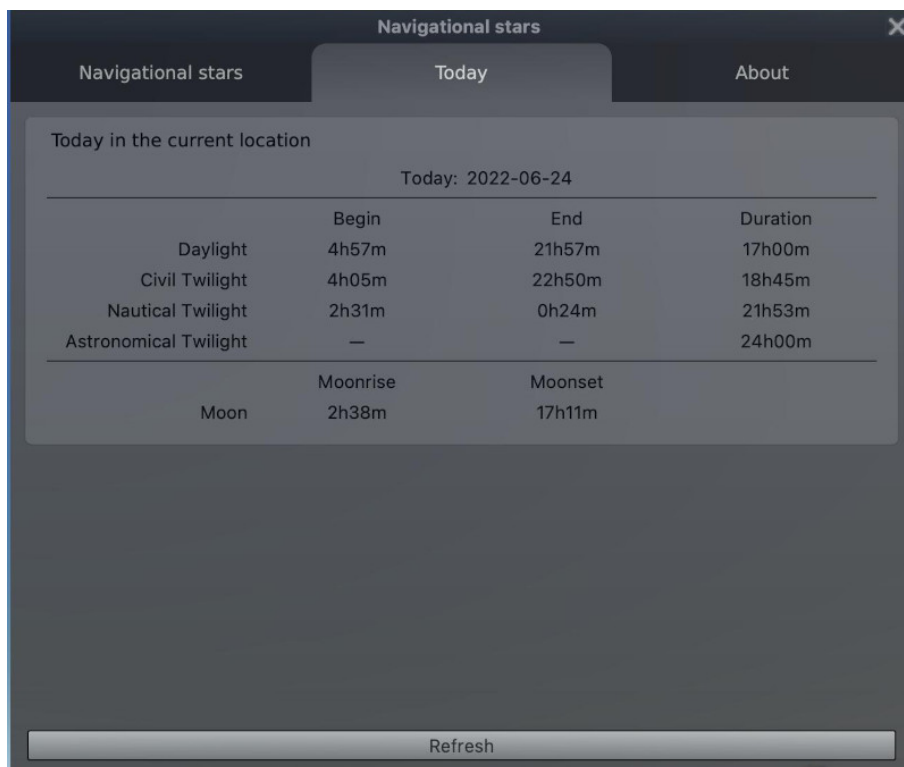 Navigational stars
Navigational stars Today About
Today in the current location
Today: 2022-06-24
Begin End Duration
Daylight 4h57m 21h57m 17h00m
Civil Twilight 4h05m 22h50m 18h45m
Nautical Twilight 2h31m 0h24m 21h53m
Astronomical Twilight — — 24h00m
Moonrise Moonset
Moon 2h38m 17h11m
Refresh